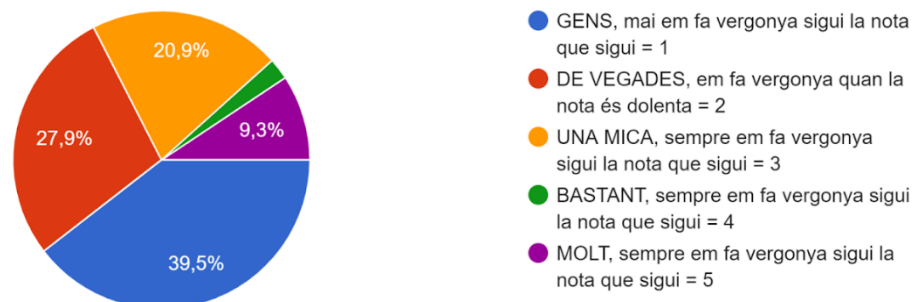 20,9%
27,9%
9,3%
39,5%
GENS, mai em fa vergonya sigui la nota
que sigui = 1
DE VEGADES, em fa vergonya quan la
nota és dolenta = 2
UNA MICA, sempre em fa vergonya
sigui la nota que sigui = 3
BASTANT, sempre em fa vergonya sigui
la nota que sigui = 4
MOLT, sempre em fa vergonya sigui la
nota que sigui = 5